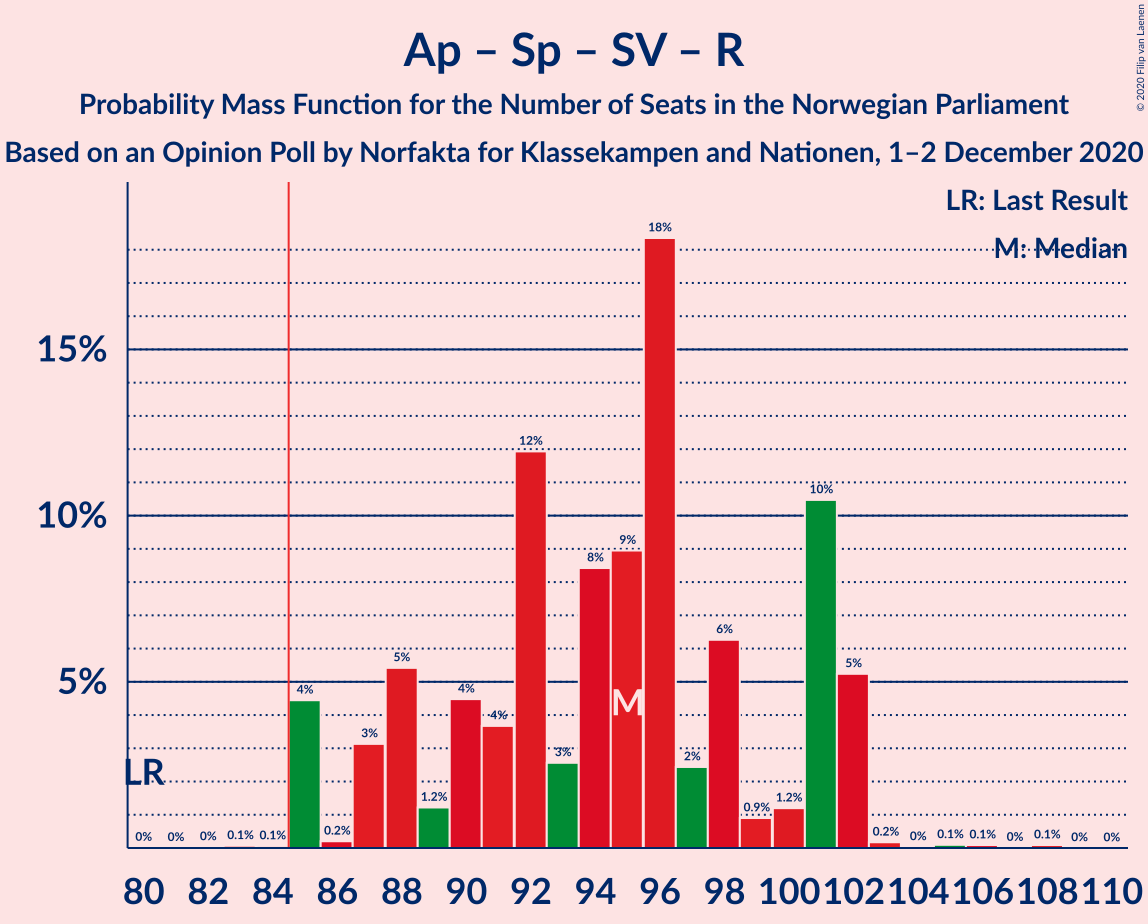 Ap – Sp – SV – R
Probability Mass Function for the Number of Seats in the Norwegian Parliament
Based on an Opinion Poll by Norfakta for Klassekampen and Nationen, 1–2 December 2020
© 2020 Filip van Laenen
LR: Last Result
M: Median
15%
10%
5%
LR
M
0% 0% 0% 0.1% 0.1% 4% 0.2% 3% 5% 1.2% 4% 4% 12% 3% 8% 9% 18% 2% 6% 0.9% 1.2% 10% 5% 0.2% 0% 0.1% 0.1% 0% 0.1% 0% 0%
80 82 84 86 88 90 92 94 96 98 100 102 104 106 108 110